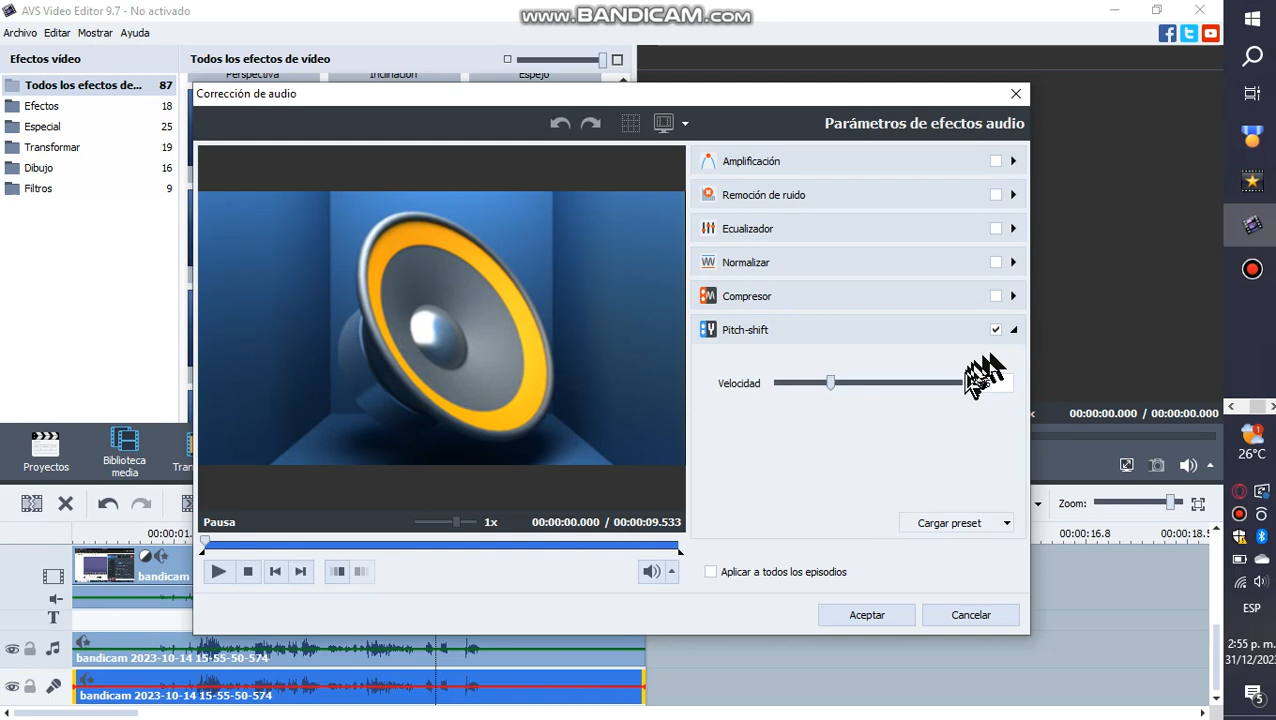 AVS Video Editor 9.7 - No activado
www.BANDICAM.com
Archivo Editar Mostrar Ayuda
Efectos vídeo
Todos los efectos de vídeo
Todos los efectos de... 87
Efectos 18
Especial 25
Transformar 19
Dibujo 16
Filtros 9
Perspectiva Inclinación Espejo
Corrección de audio
Parámetros de efectos audio
Amplificación
Remoción de ruido
Ecualizador
Normalizar
Compresor
Pitch-shift
Velocidad
Cargar preset
Pausa 1x 00:00:00.000 / 00:00:09.533
Aplicar a todos los episodios
Aceptar Cancelar
00:00:00.000 / 00:00:00.000
Proyectos
Biblioteca
media
Zoom:
00:00:16.8
bandicam
T
bandicam 2023-10-14 15-55-50-574
bandicam 2023-10-14 15-55-50-574
1
26°C
ESP
2:55 p. m.
31/12/2023
5